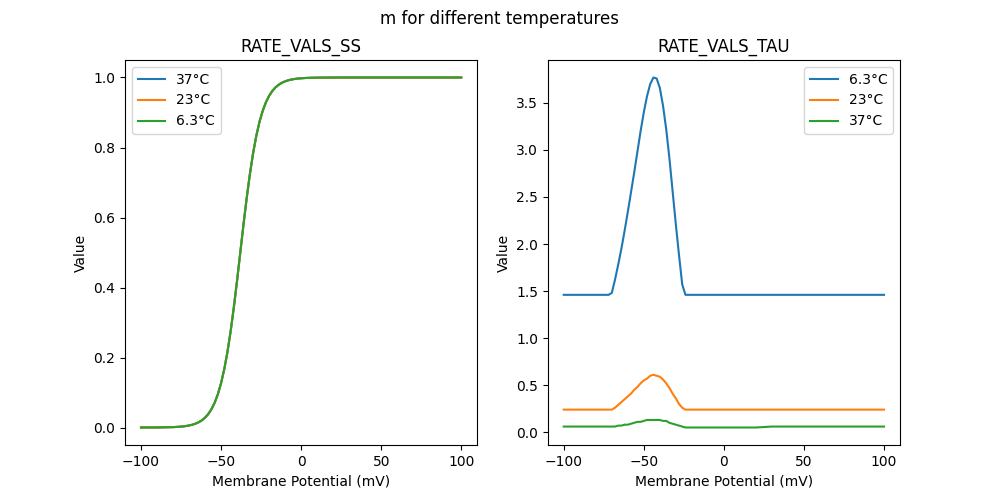 m for different temperatures
RATE_VALS_SS
37°C
23°C
6.3°C
Value
1.0
0.8
0.6
0.4
0.2
0.0
−100
−50
0
50
100
Membrane Potential (mV)
RATE_VALS_TAU
6.3°C
23°C
37°C
Value
3.5
3.0
2.5
2.0
1.5
1.0
0.5
0.0
−100
−50
0
50
100
Membrane Potential (mV)